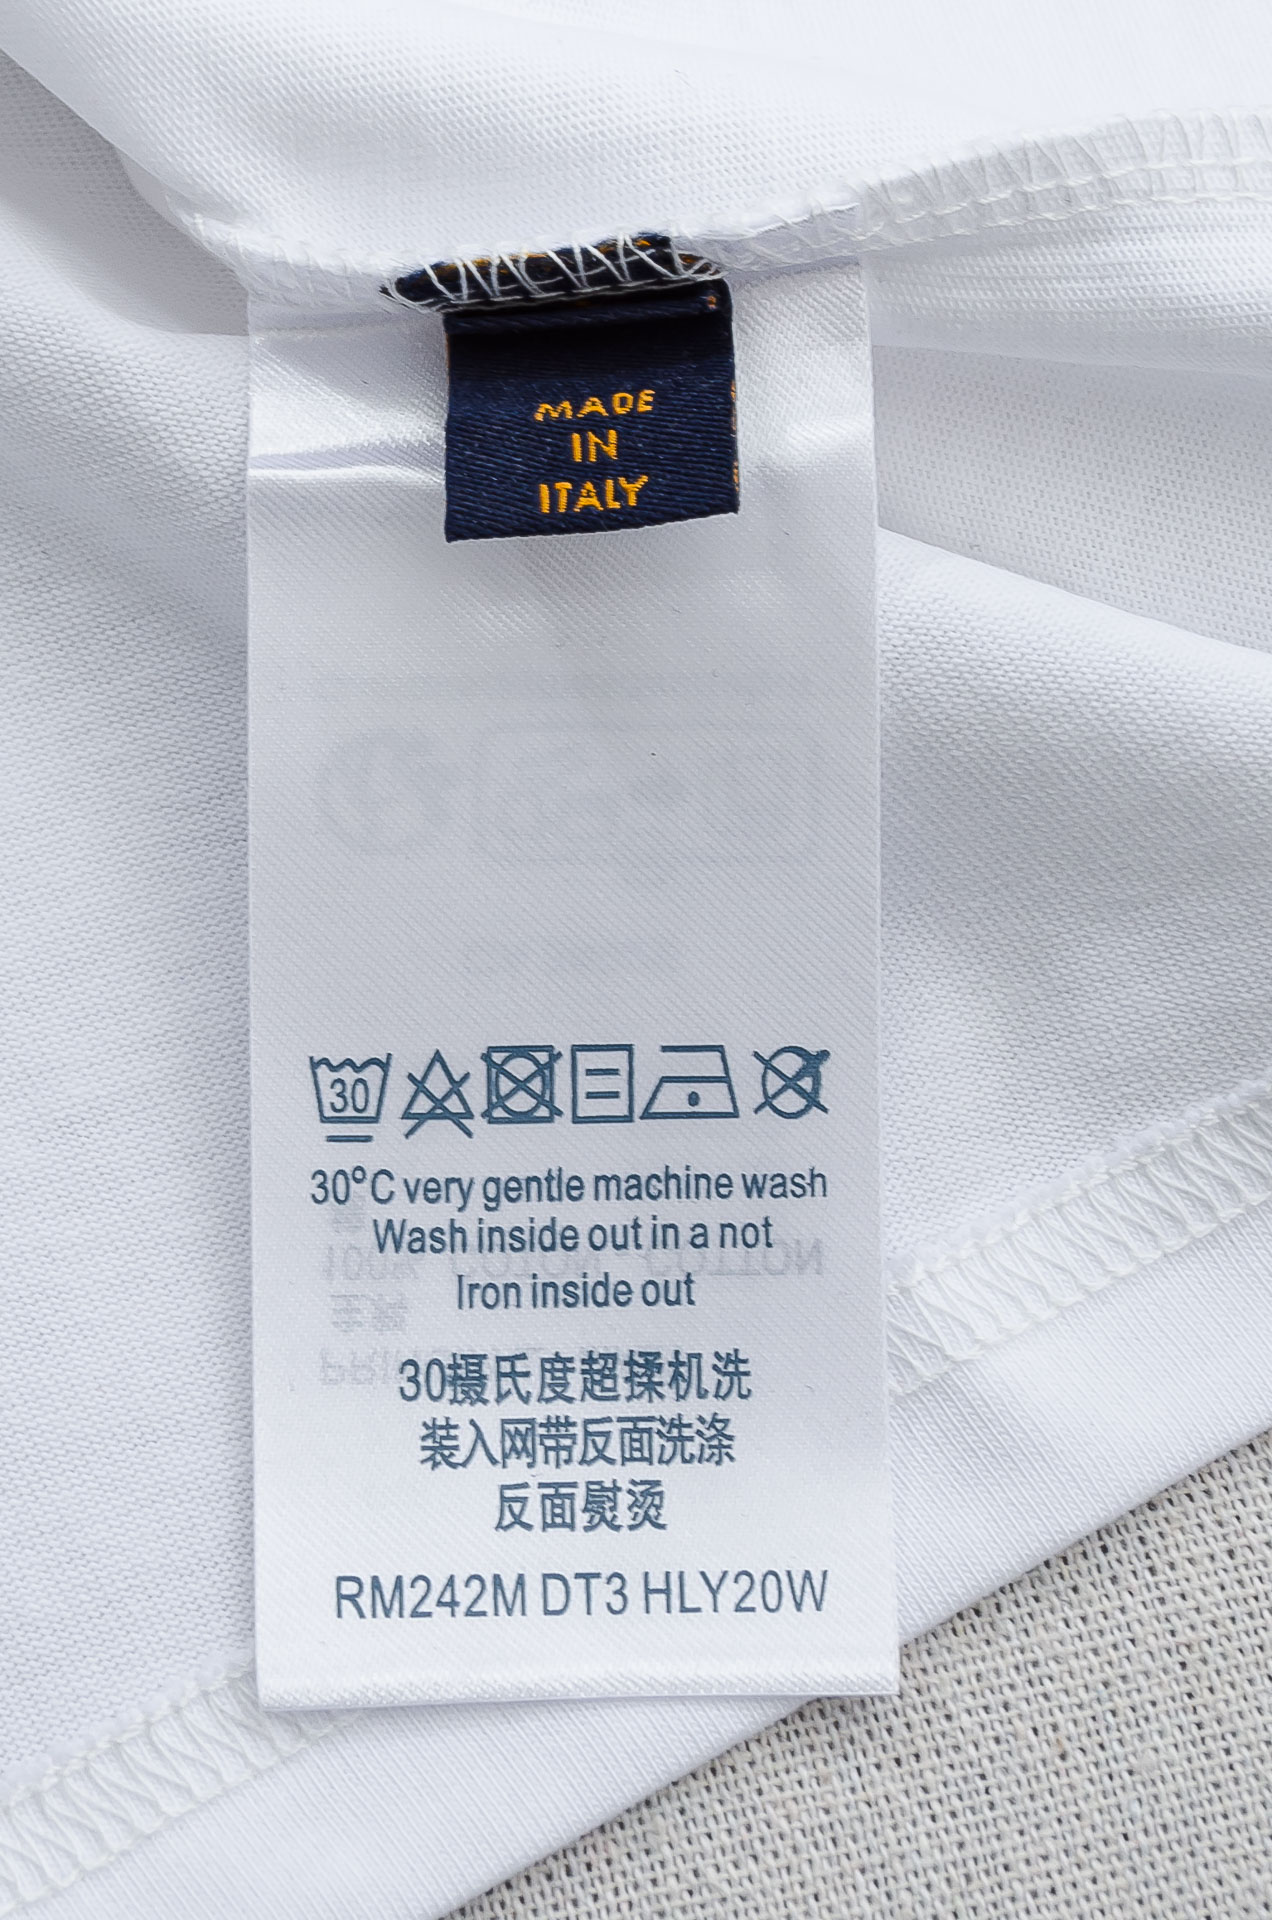 MADE
IN
ITALY
30
30°C very gentle machine wash
Wash inside out in a not
Iron inside out
30摄氏度超揉机洗
装入网带反面洗涤
反面熨烫
RM242M DT3 HLY20W